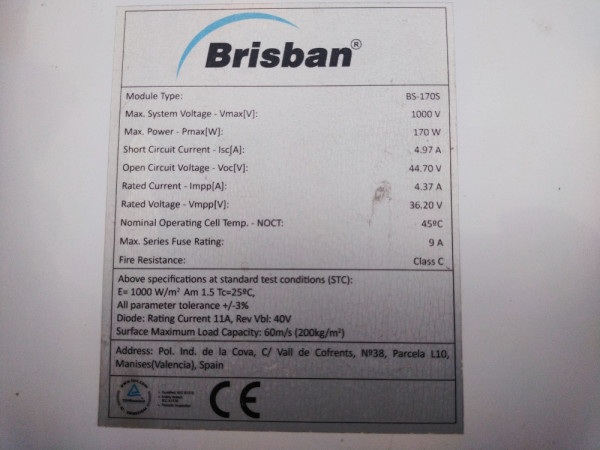 Brisban®
Module Type: BS-170S
Max. System Voltage - Vmax[V]: 1000 V
Max. Power - Pmax[W]: 170 W
Short Circuit Current - Isc[A]: 4.97 A
Open Circuit Voltage - Voc[V]: 44.70 V
Rated Current - Impp[A]: 4.37 A
Rated Voltage - Vmpp[V]: 36.20 V
Nominal Operating Cell Temp. - NOCT: 45ºC
Max. Series Fuse Rating: 9 A
Fire Resistance: Class C
Above specifications at standard test conditions (STC):
E= 1000 W/m² Am 1.5 Tc=25ºC,
All parameter tolerance +/-3%
Diode: Rating Current 11A, Rev Vbl: 40V
Surface Maximum Load Capacity: 60m/s (200kg/m²)
Address: Pol. Ind. de la Cova, C/ Vall de Cofrents, Nº38, Parcela L10,
Manises(Valencia), Spain
CE